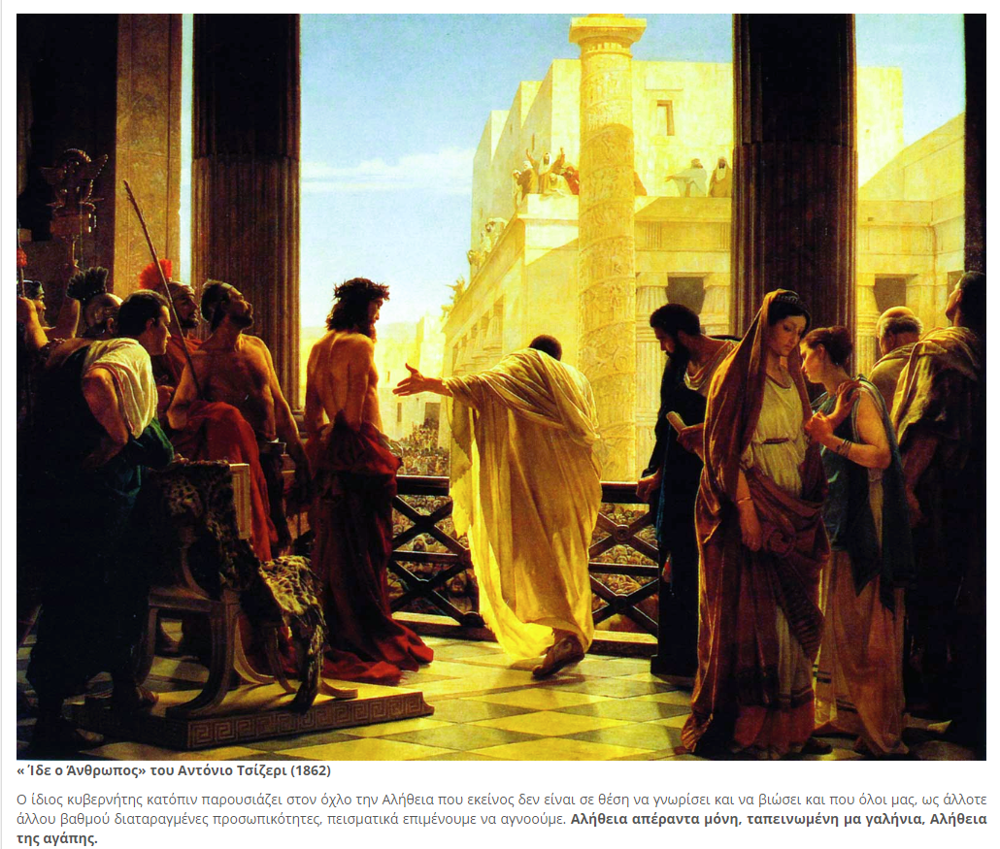 « Ίδε ο Άνθρωπος» του Αντόνιο Τσίζερι (1862)
Ο ίδιος κυβερνήτης κατόπιν παρουσιάζει στον όχλο την Αλήθεια που εκείνος δεν είναι σε θέση να γνωρίσει και να βιώσει και που όλοι μας, ως άλλοτε
άλλου βαθμού διαταραγμένες προσωπικότητες, πεισματικά επιμένουμε να αγνοούμε. Αλήθεια απέραντα μόνη, ταπεινωμένη μα γαλήνια, Αλήθεια
της αγάπης.